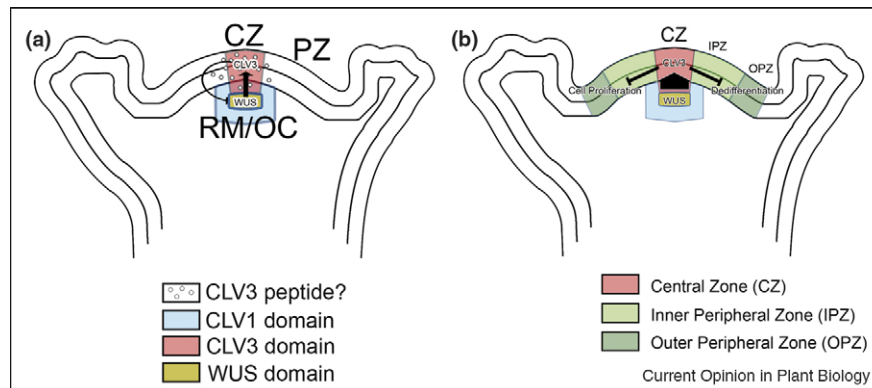 (a)
CZ
PZ
CLV3
WUS
RM/OC
CLV3 peptide?
CLV1 domain
CLV3 domain
WUS domain
(b)
CZ
IPZ
OPZ
CLV3
Cell Proliferation
Dedifferentiation
WUS
Central Zone (CZ)
Inner Peripheral Zone (IPZ)
Outer Peripheral Zone (OPZ)
Current Opinion in Plant Biology